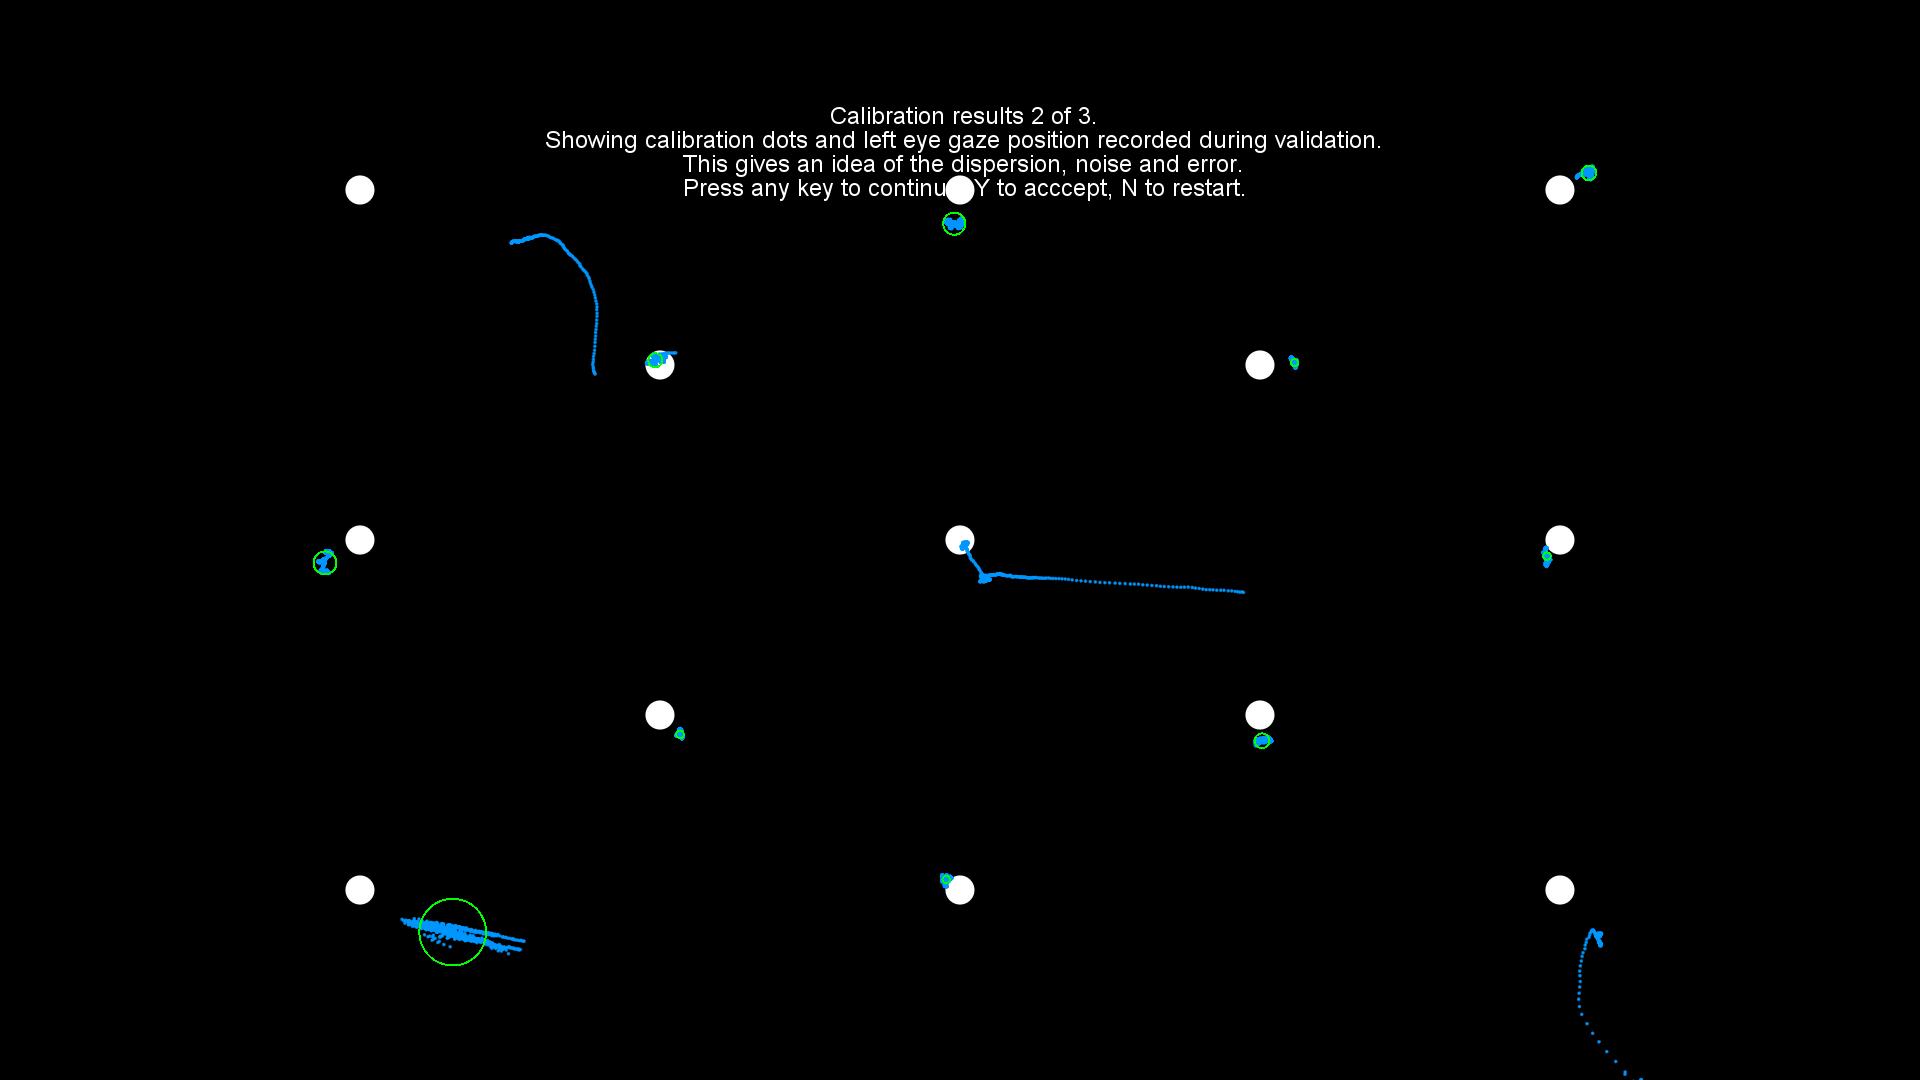 Calibration results 2 of 3.
Showing calibration dots and left eye gaze position recorded during validation.
This gives an idea of the dispersion, noise and error.
Press any key to continu Y to acccept, N to restart.